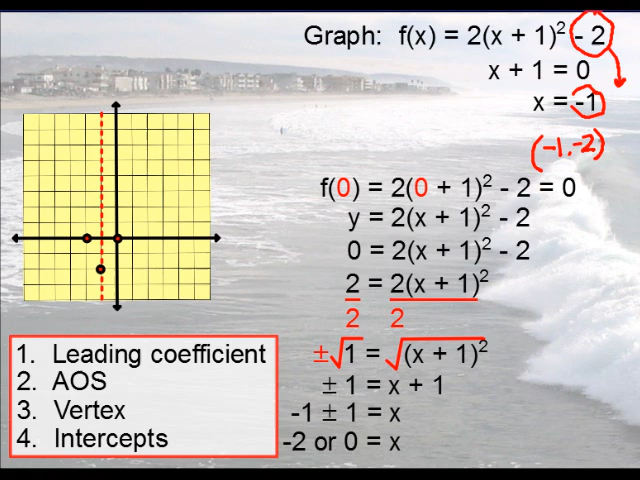 Graph: f(x) = 2(x + 1)² - 2
x + 1 = 0
x = -1
(-1,-2)
f(0) = 2(0 + 1)² - 2 = 0
y = 2(x + 1)² - 2
0 = 2(x + 1)² - 2
2 = 2(x + 1)²
2 2
±√1 = √(x + 1)²
± 1 = x + 1
-1 ± 1 = x
-2 or 0 = x
1. Leading coefficient
2. AOS
3. Vertex
4. Intercepts